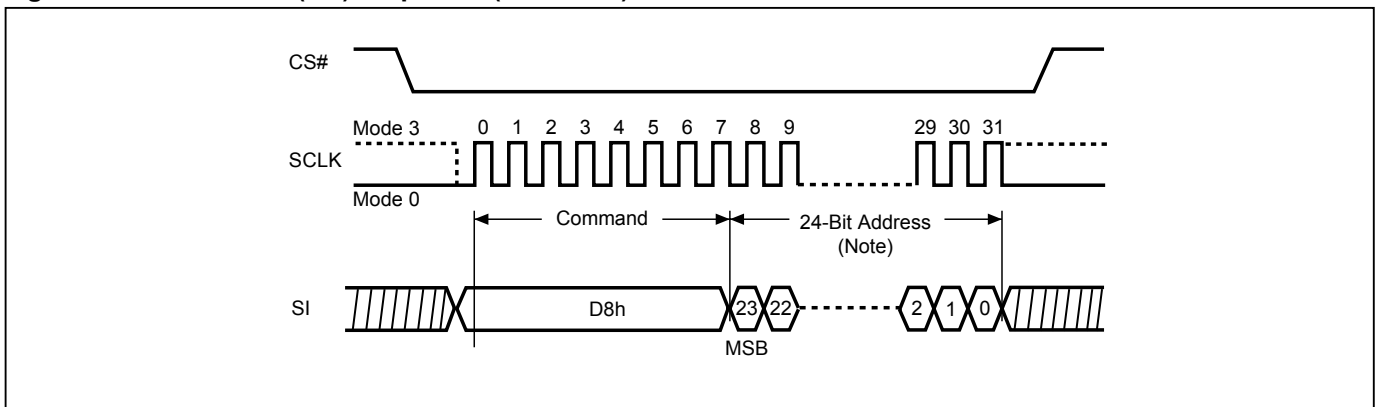 CS#
Mode 3
0 1 2 3 4 5 6 7 8 9 29 30 31
SCLK
Mode 0
Command
24-Bit Address
(Note)
SI
D8h
23 22 2 1 0
MSB